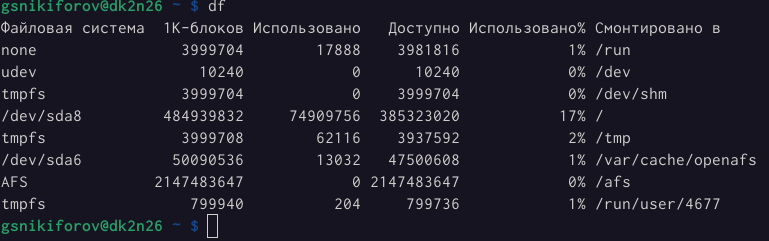 gsnikiforov@dk2n26 ~ $ df
Файловая система 1K-блоков Использовано Доступно Использовано% Смонтировано в
none 3999704 17888 3981816 1% /run
udev 10240 0 10240 0% /dev
tmpfs 3999704 0 3999704 0% /dev/shm
/dev/sda8 484939832 74909756 385323020 17% /
tmpfs 3999708 62116 3937592 2% /tmp
/dev/sda6 50090536 13032 47500608 1% /var/cache/openafs
AFS 2147483647 0 2147483647 0% /afs
tmpfs 799940 204 799736 1% /run/user/4677
gsnikiforov@dk2n26 ~ $